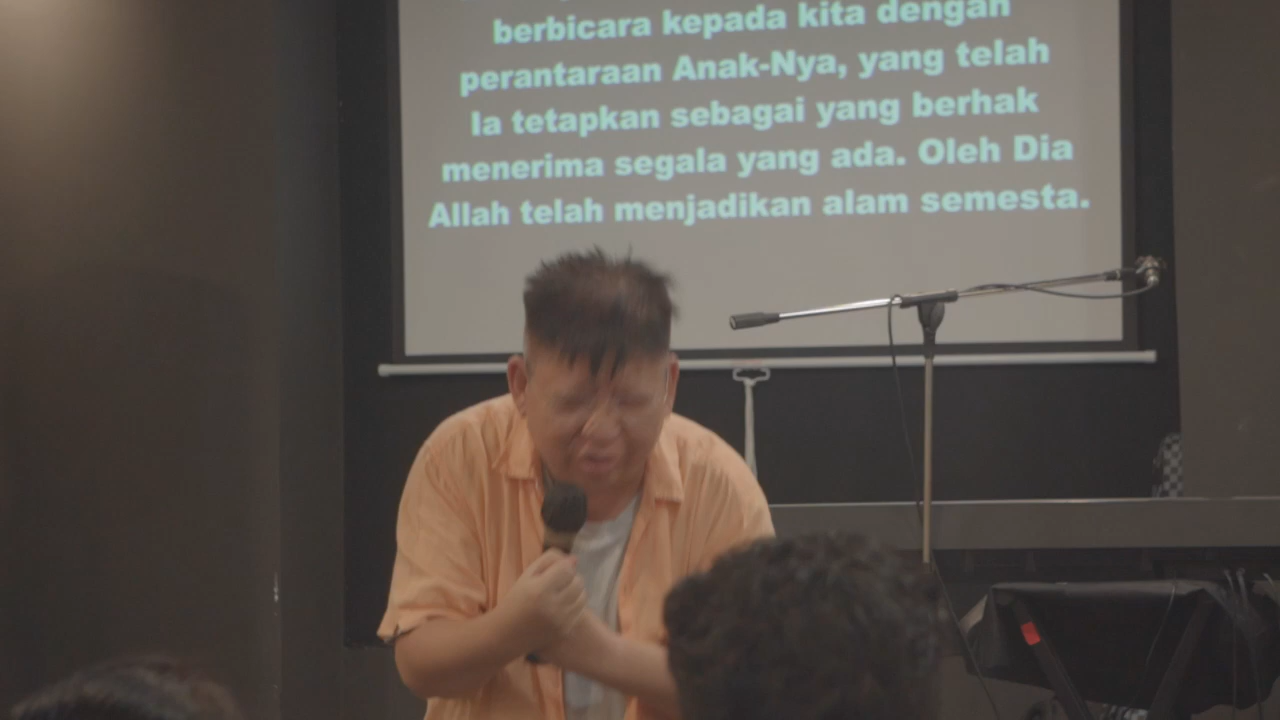 berbicara kepada kita dengan
perantaraan Anak-Nya, yang telah
Ia tetapkan sebagai yang berhak
menerima segala yang ada. Oleh Dia
Allah telah menjadikan alam semesta.